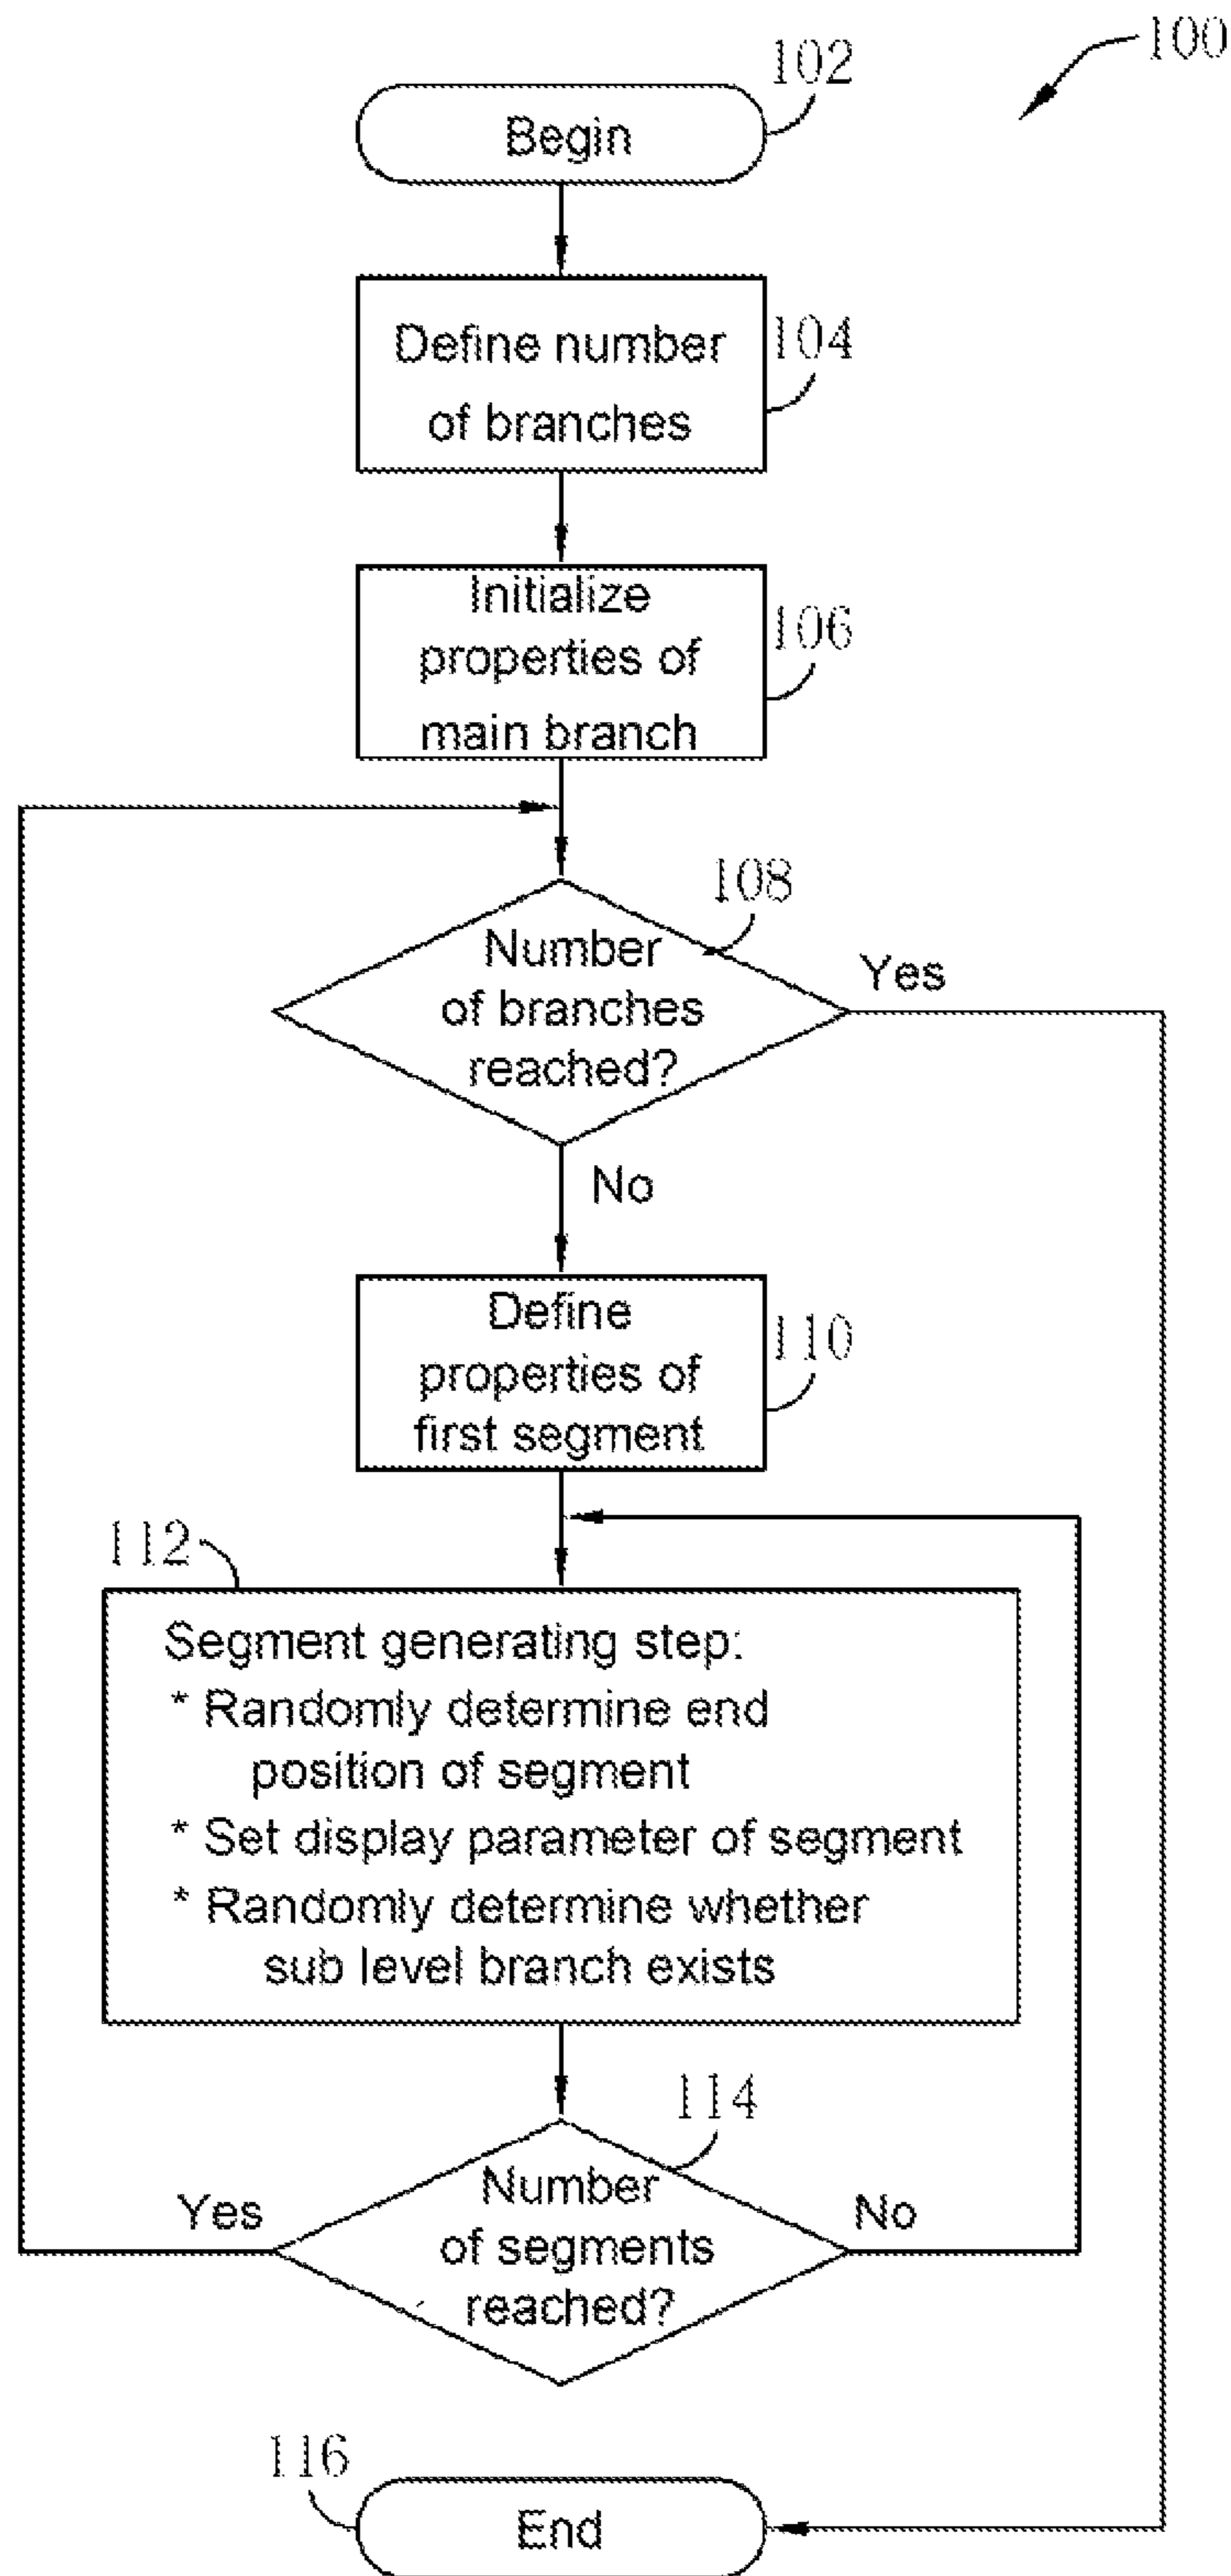 100
102
Begin
Define number
of branches
104
Initialize
properties of
main branch
106
108
Number
of branches
reached?
Yes
No
Define
properties of
first segment
110
112
Segment generating step:
* Randomly determine end
position of segment
* Set display parameter of segment
* Randomly determine whether
sub level branch exists
114
Yes
Number
of segments
reached?
No
116
End